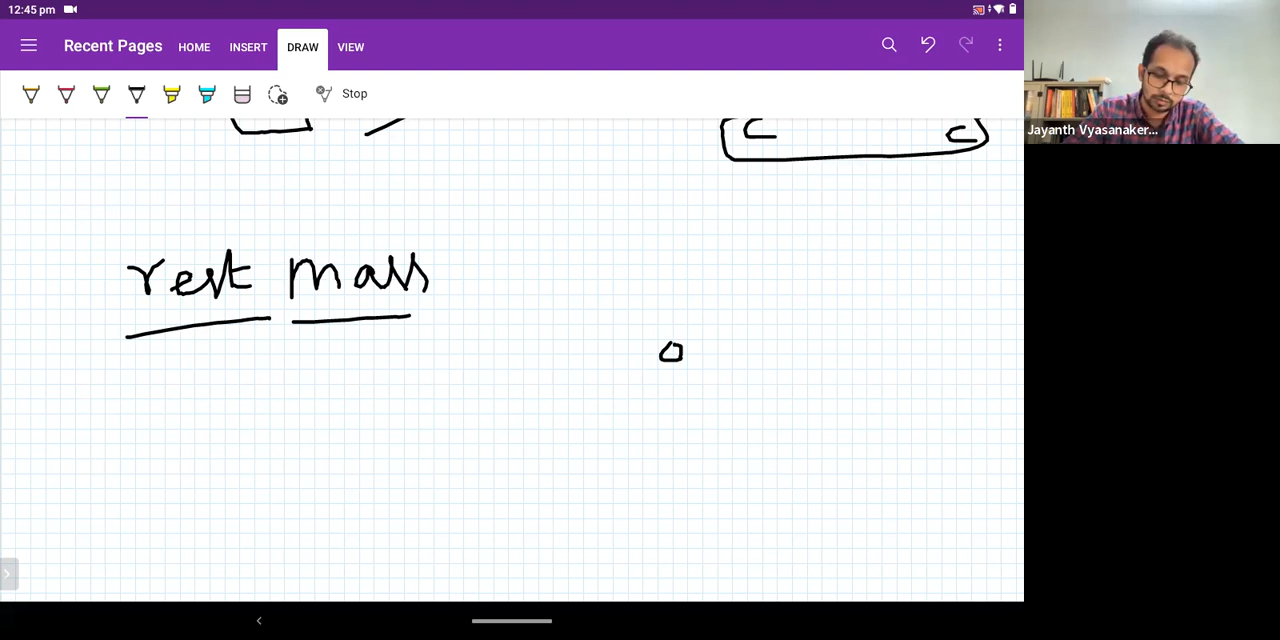 12:45 pm
Recent Pages HOME INSERT DRAW VIEW
Stop
Jayanth Vyasanaker...
rest mass